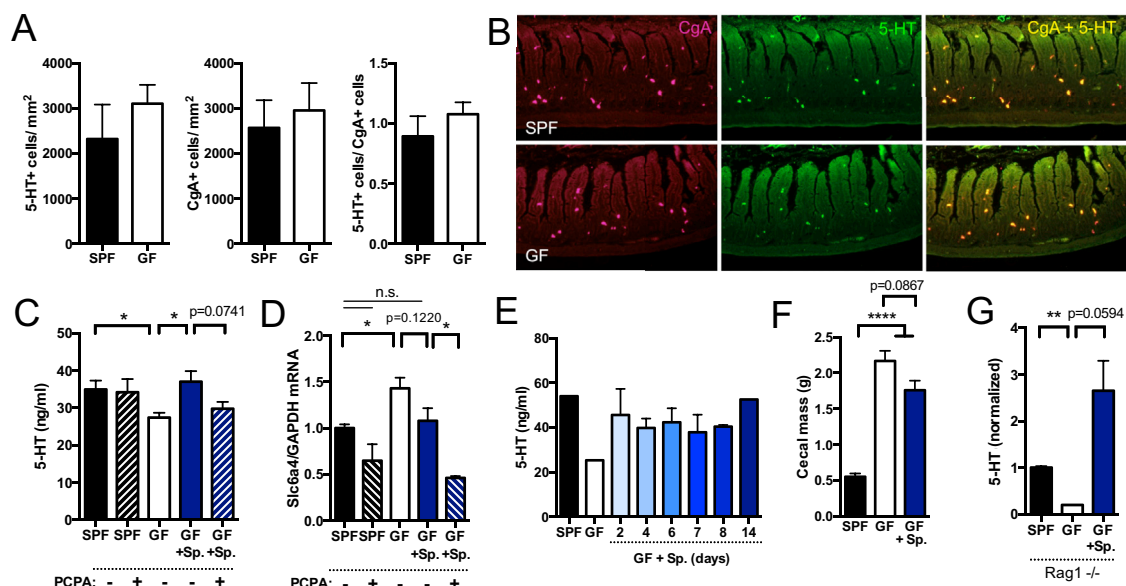 A
5-HT+ cells/ mm²
4000
3000
2000
1000
0
SPF GF
CgA+ cells/ mm²
4000
3000
2000
1000
0
SPF GF
5-HT+ cells/ CgA+ cells
1.5
1.0
0.5
0.0
SPF GF
B
CgA
5-HT
CgA + 5-HT
SPF
GF
C
* * p=0.0741
5-HT (ng/ml)
50
40
30
20
10
0
SPF SPF GF GF GF
+Sp. +Sp.
PCPA: - + - - +
D
n.s.
* p=0.1220 *
Slc6a4/GAPDH mRNA
2.0
1.5
1.0
0.5
0.0
SPF SPF GF GF GF
+Sp. +Sp.
PCPA: - + - - +
E
5-HT (ng/ml)
80
60
40
20
0
SPF GF 2 4 6 7 8 14
GF + Sp. (days)
F
p=0.0867
****
Cecal mass (g)
2.5
2.0
1.5
1.0
0.5
0.0
SPF GF GF
+ Sp.
G
** p=0.0594
5-HT (normalized)
4
3
2
1
0
SPF GF GF
+Sp.
Rag1 -/-